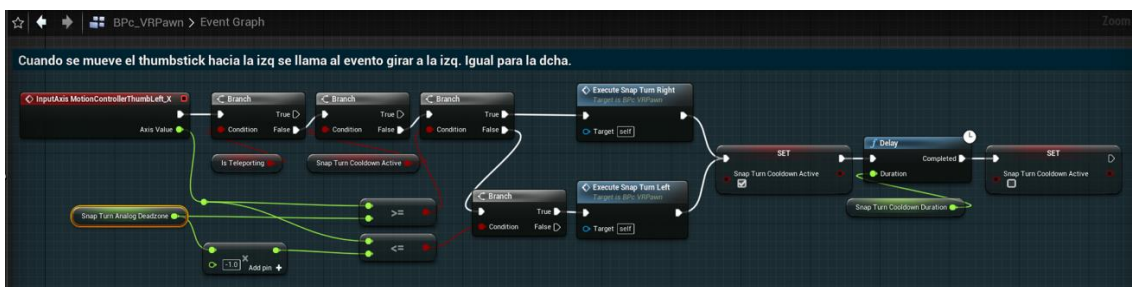 BPc_VRPawn > Event Graph
Zoom
Cuando se mueve el thumbstick hacia la izq se llama al evento girar a la izq. Igual para la dcha.
InputAxis MotionControllerThumbLeft_X
Axis Value
Branch
True
Condition
False
Branch
True
Condition
False
Branch
True
Condition
False
Execute Snap Turn Right
Target is BPc VRPawn
Target
self
Is Teleporting
Snap Turn Cooldown Active
SET
Snap Turn Cooldown Active
Delay
Completed
Duration
SET
Snap Turn Cooldown Active
Branch
True
Condition
False
Execute Snap Turn Left
Target is BPc VRPawn
Target
self
Snap Turn Cooldown Duration
Snap Turn Analog Deadzone
>=
<=
-1.0
X
Add pin +